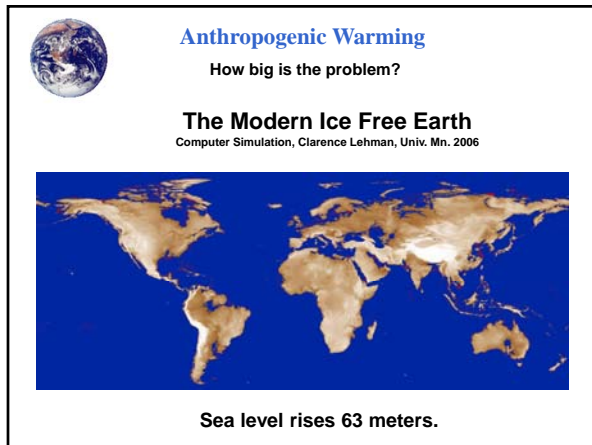 Anthropogenic Warming
How big is the problem?
The Modern Ice Free Earth
Computer Simulation, Clarence Lehman, Univ. Mn. 2006
Sea level rises 63 meters.